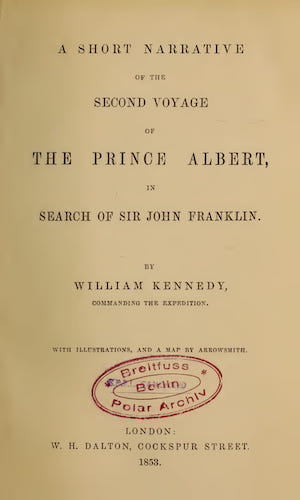 A SHORT NARRATIVE
OF THE
SECOND VOYAGE
OF
THE PRINCE ALBERT,
IN
SEARCH OF SIR JOHN FRANKLIN.
BY
WILLIAM KENNEDY,
COMMANDING THE EXPEDITION.
WITH ILLUSTRATIONS, AND A MAP BY ARROWSMITH.
Breitfuss
Berlin
Polar Archiv
LONDON:
W. H. DALTON, COCKSPUR STREET.
1853.